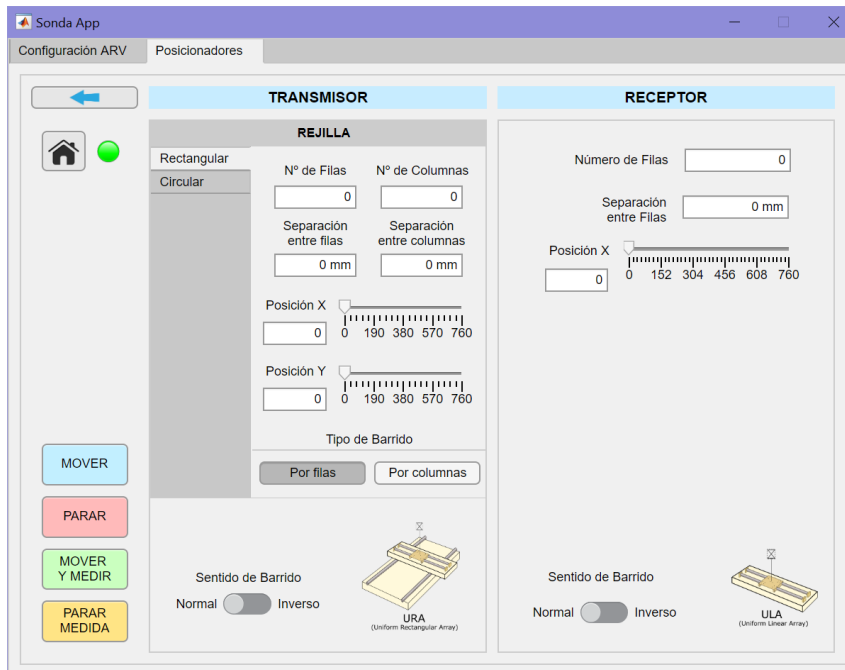 Sonda App
Configuración ARV
Posicionadores
TRANSMISOR
REJILLA
Rectangular
Circular
Nº de Filas
Nº de Columnas
0
0
Separación
entre filas
Separación
entre columnas
0 mm
0 mm
Posición X
0
0 190 380 570 760
Posición Y
0
0 190 380 570 760
Tipo de Barrido
Por filas
Por columnas
Sentido de Barrido
Normal
Inverso
URA
(Uniform Rectangular Array)
RECEPTOR
Número de Filas
0
Separación
entre Filas
0 mm
Posición X
0
0 152 304 456 608 760
Sentido de Barrido
Normal
Inverso
ULA
(Uniform Linear Array)
MOVER
PARAR
MOVER
Y MEDIR
PARAR
MEDIDA